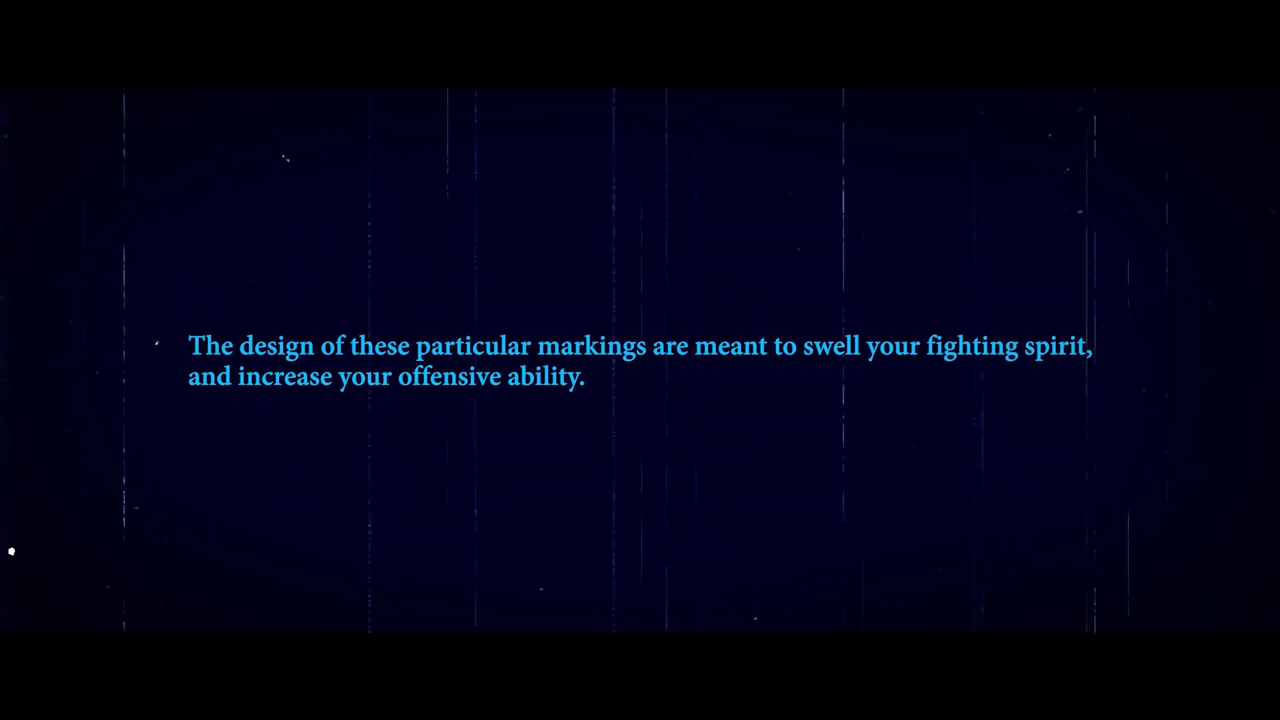 The design of these particular markings are meant to swell your fighting spirit,
and increase your offensive ability.